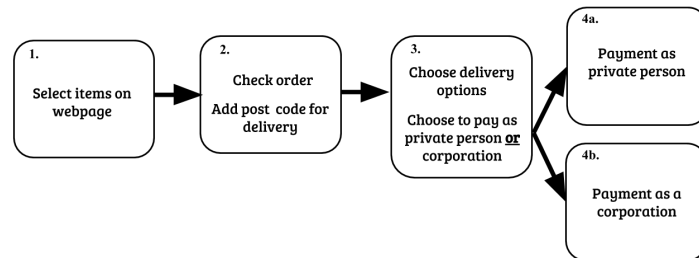 1.
Select items on
webpage
2.
Check order
Add post code for
delivery
3.
Choose delivery
options
Choose to pay as
private person or
corporation
4a.
Payment as
private person
4b.
Payment as a
corporation